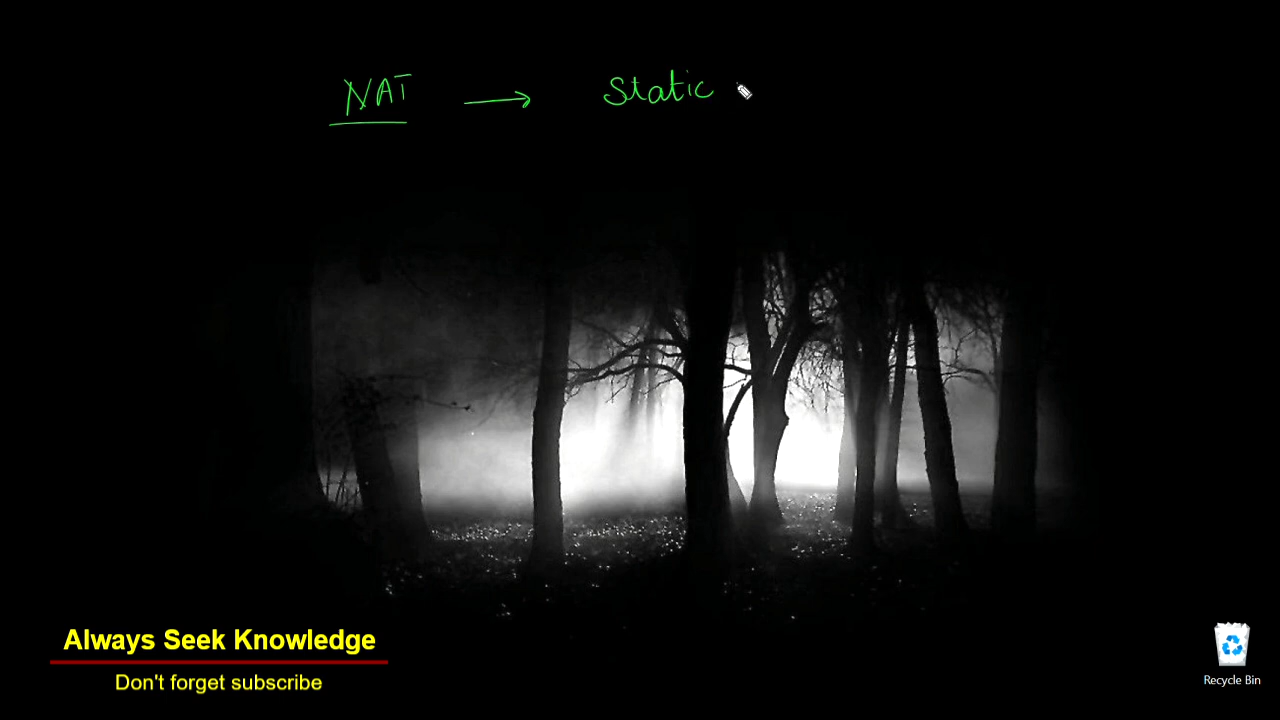 NAT → Static
Always Seek Knowledge
Don't forget subscribe
Recycle Bin